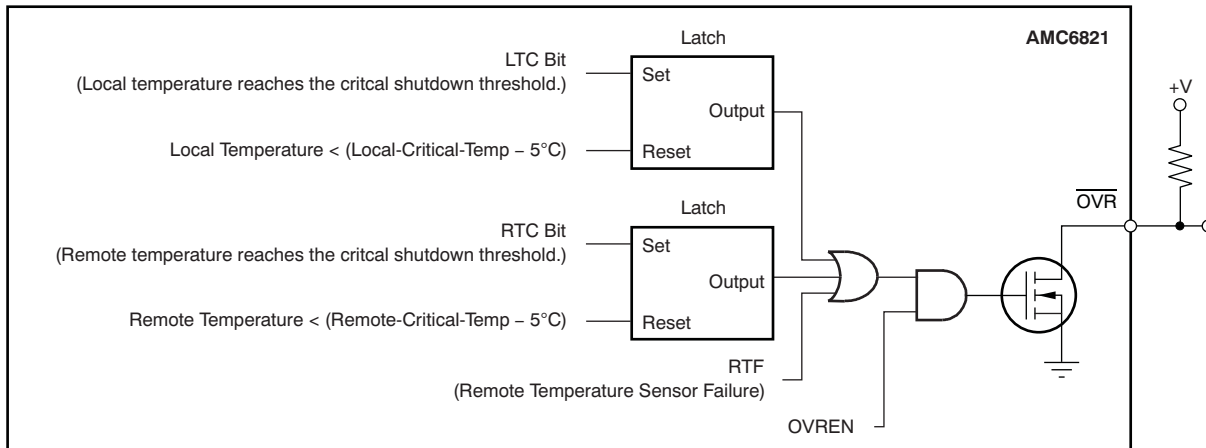 AMC6821
Latch
LTC Bit
(Local temperature reaches the critcal shutdown threshold.)
Set
Output
Local Temperature < (Local-Critical-Temp − 5°C)
Reset
+V
OVR
Latch
RTC Bit
(Remote temperature reaches the critcal shutdown threshold.)
Set
Output
Remote Temperature < (Remote-Critical-Temp − 5°C)
Reset
RTF
(Remote Temperature Sensor Failure)
OVREN